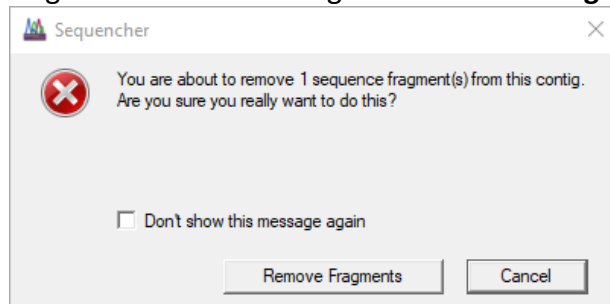 Sequencher
You are about to remove 1 sequence fragment(s) from this contig.
Are you sure you really want to do this?
Don't show this message again
Remove Fragments
Cancel